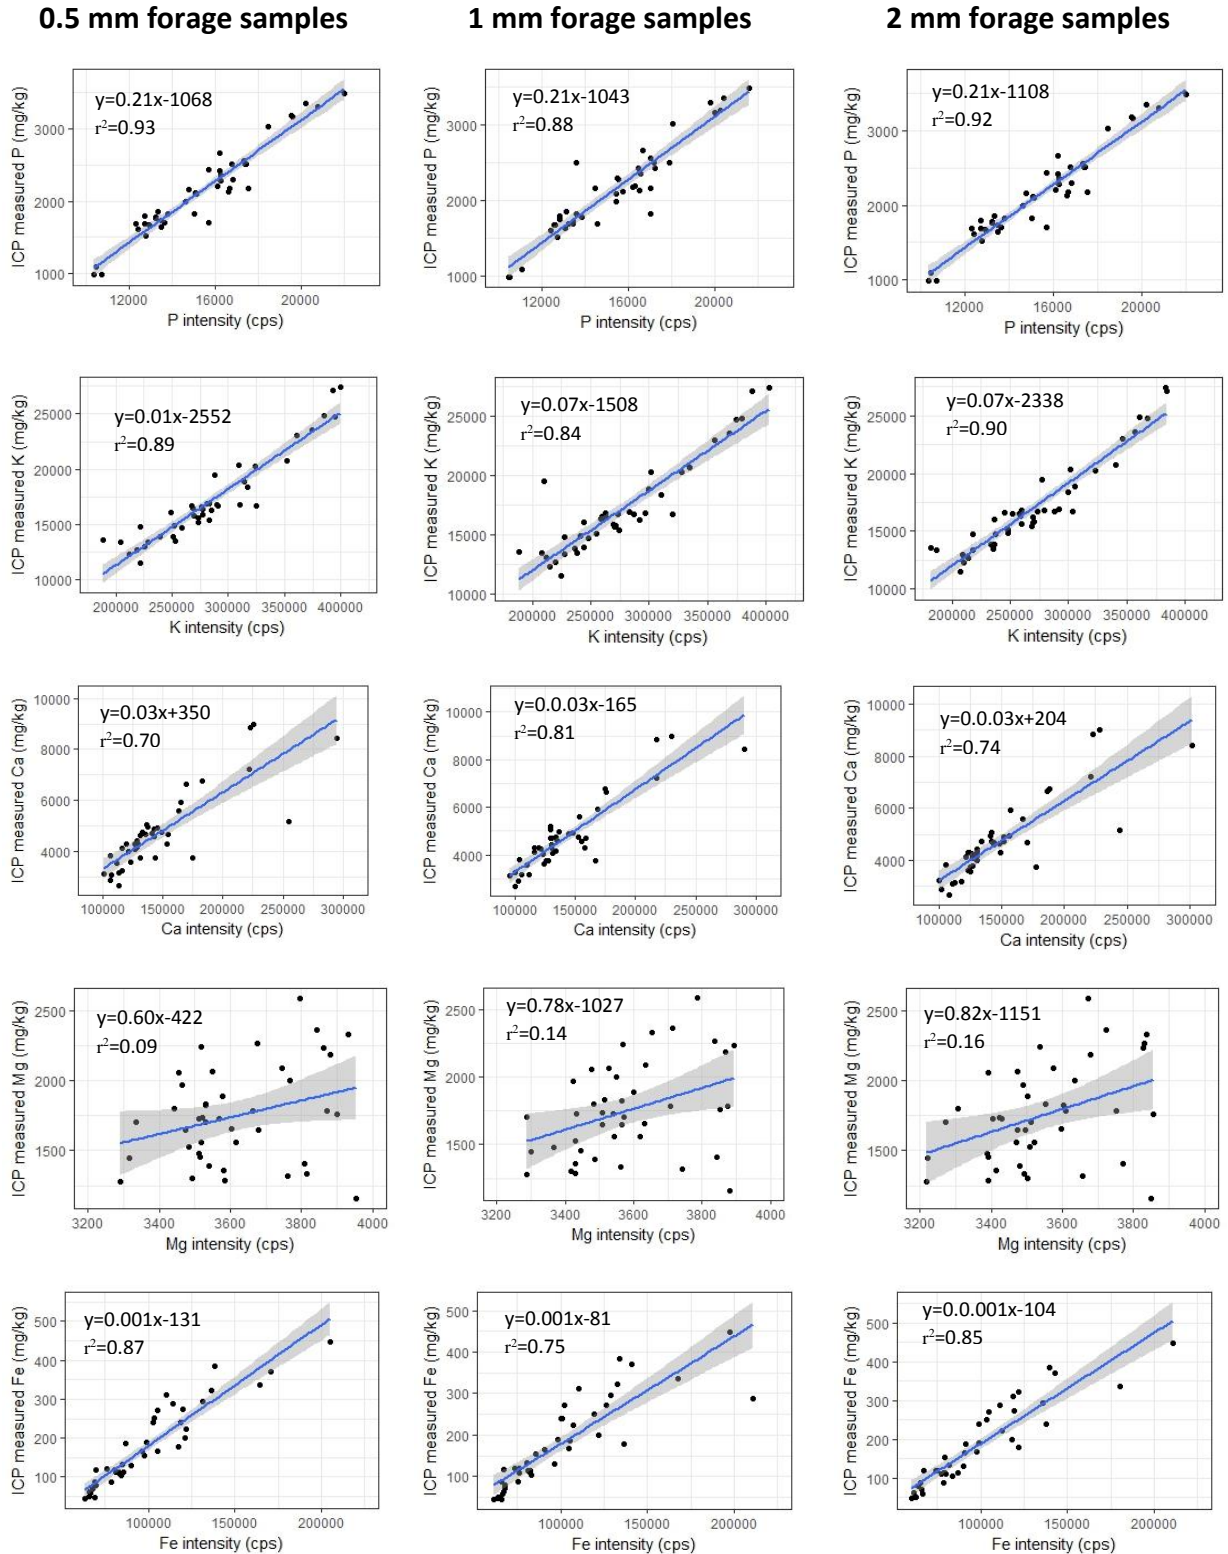 0.5 mm forage samples
1 mm forage samples
2 mm forage samples
y=0.21x-1068
r²=0.93
ICP measured P (mg/kg)
3000
2000
1000
12000 16000 20000
P intensity (cps)
y=0.21x-1043
r²=0.88
ICP measured P (mg/kg)
3000
2000
1000
12000 16000 20000
P intensity (cps)
y=0.21x-1108
r²=0.92
ICP measured P (mg/kg)
3000
2000
1000
12000 16000 20000
P intensity (cps)
y=0.01x-2552
r²=0.89
ICP measured K (mg/kg)
25000
20000
15000
10000
200000 250000 300000 350000 400000
K intensity (cps)
y=0.07x-1508
r²=0.84
ICP measured K (mg/kg)
25000
20000
15000
10000
200000 250000 300000 350000 400000
K intensity (cps)
y=0.07x-2338
r²=0.90
ICP measured K (mg/kg)
25000
20000
15000
10000
200000 250000 300000 350000 400000
K intensity (cps)
y=0.03x+350
r²=0.70
ICP measured Ca (mg/kg)
10000
8000
6000
4000
100000 150000 200000 250000 300000
Ca intensity (cps)
y=0.0.03x-165
r²=0.81
ICP measured Ca (mg/kg)
10000
8000
6000
4000
100000 150000 200000 250000 300000
Ca intensity (cps)
y=0.0.03x+204
r²=0.74
ICP measured Ca (mg/kg)
10000
8000
6000
4000
100000 150000 200000 250000 300000
Ca intensity (cps)
y=0.60x-422
r²=0.09
ICP measured Mg (mg/kg)
2500
2000
1500
3200 3400 3600 3800 4000
Mg intensity (cps)
y=0.78x-1027
r²=0.14
ICP measured Mg (mg/kg)
2500
2000
1500
3200 3400 3600 3800 4000
Mg intensity (cps)
y=0.82x-1151
r²=0.16
ICP measured Mg (mg/kg)
2500
2000
1500
3200 3400 3600 3800 4000
Mg intensity (cps)
y=0.001x-131
r²=0.87
ICP measured Fe (mg/kg)
500
400
300
200
100
100000 150000 200000
Fe intensity (cps)
y=0.001x-81
r²=0.75
ICP measured Fe (mg/kg)
500
400
300
200
100
100000 150000 200000
Fe intensity (cps)
y=0.0.001x-104
r²=0.85
ICP measured Fe (mg/kg)
500
400
300
200
100
100000 150000 200000
Fe intensity (cps)